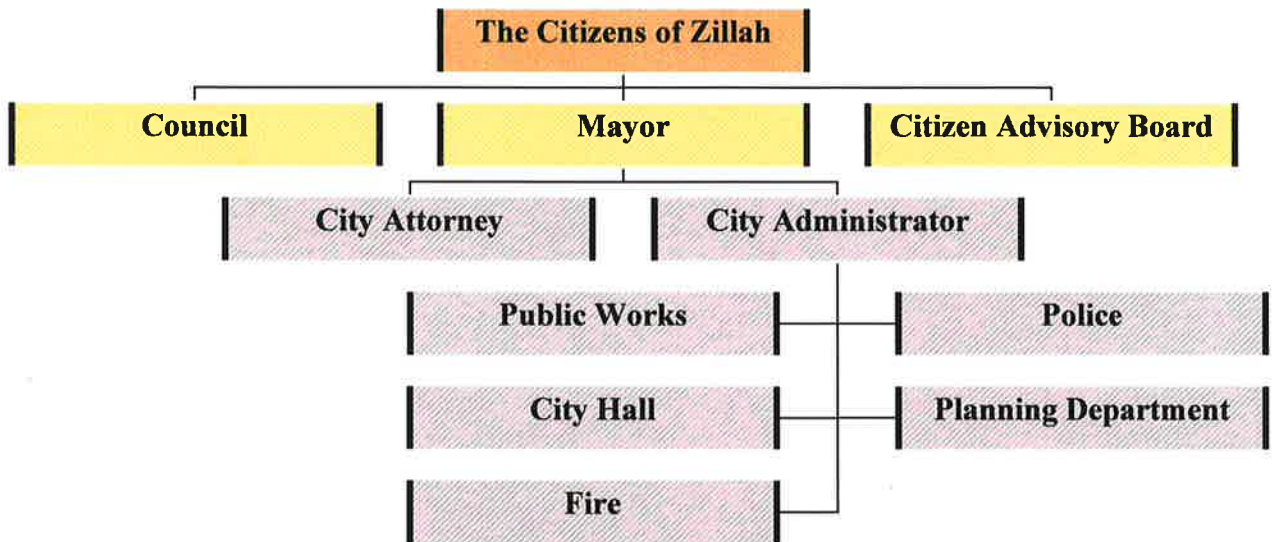 The Citizens of Zillah
Council
Mayor
Citizen Advisory Board
City Attorney
City Administrator
Public Works
Police
City Hall
Planning Department
Fire